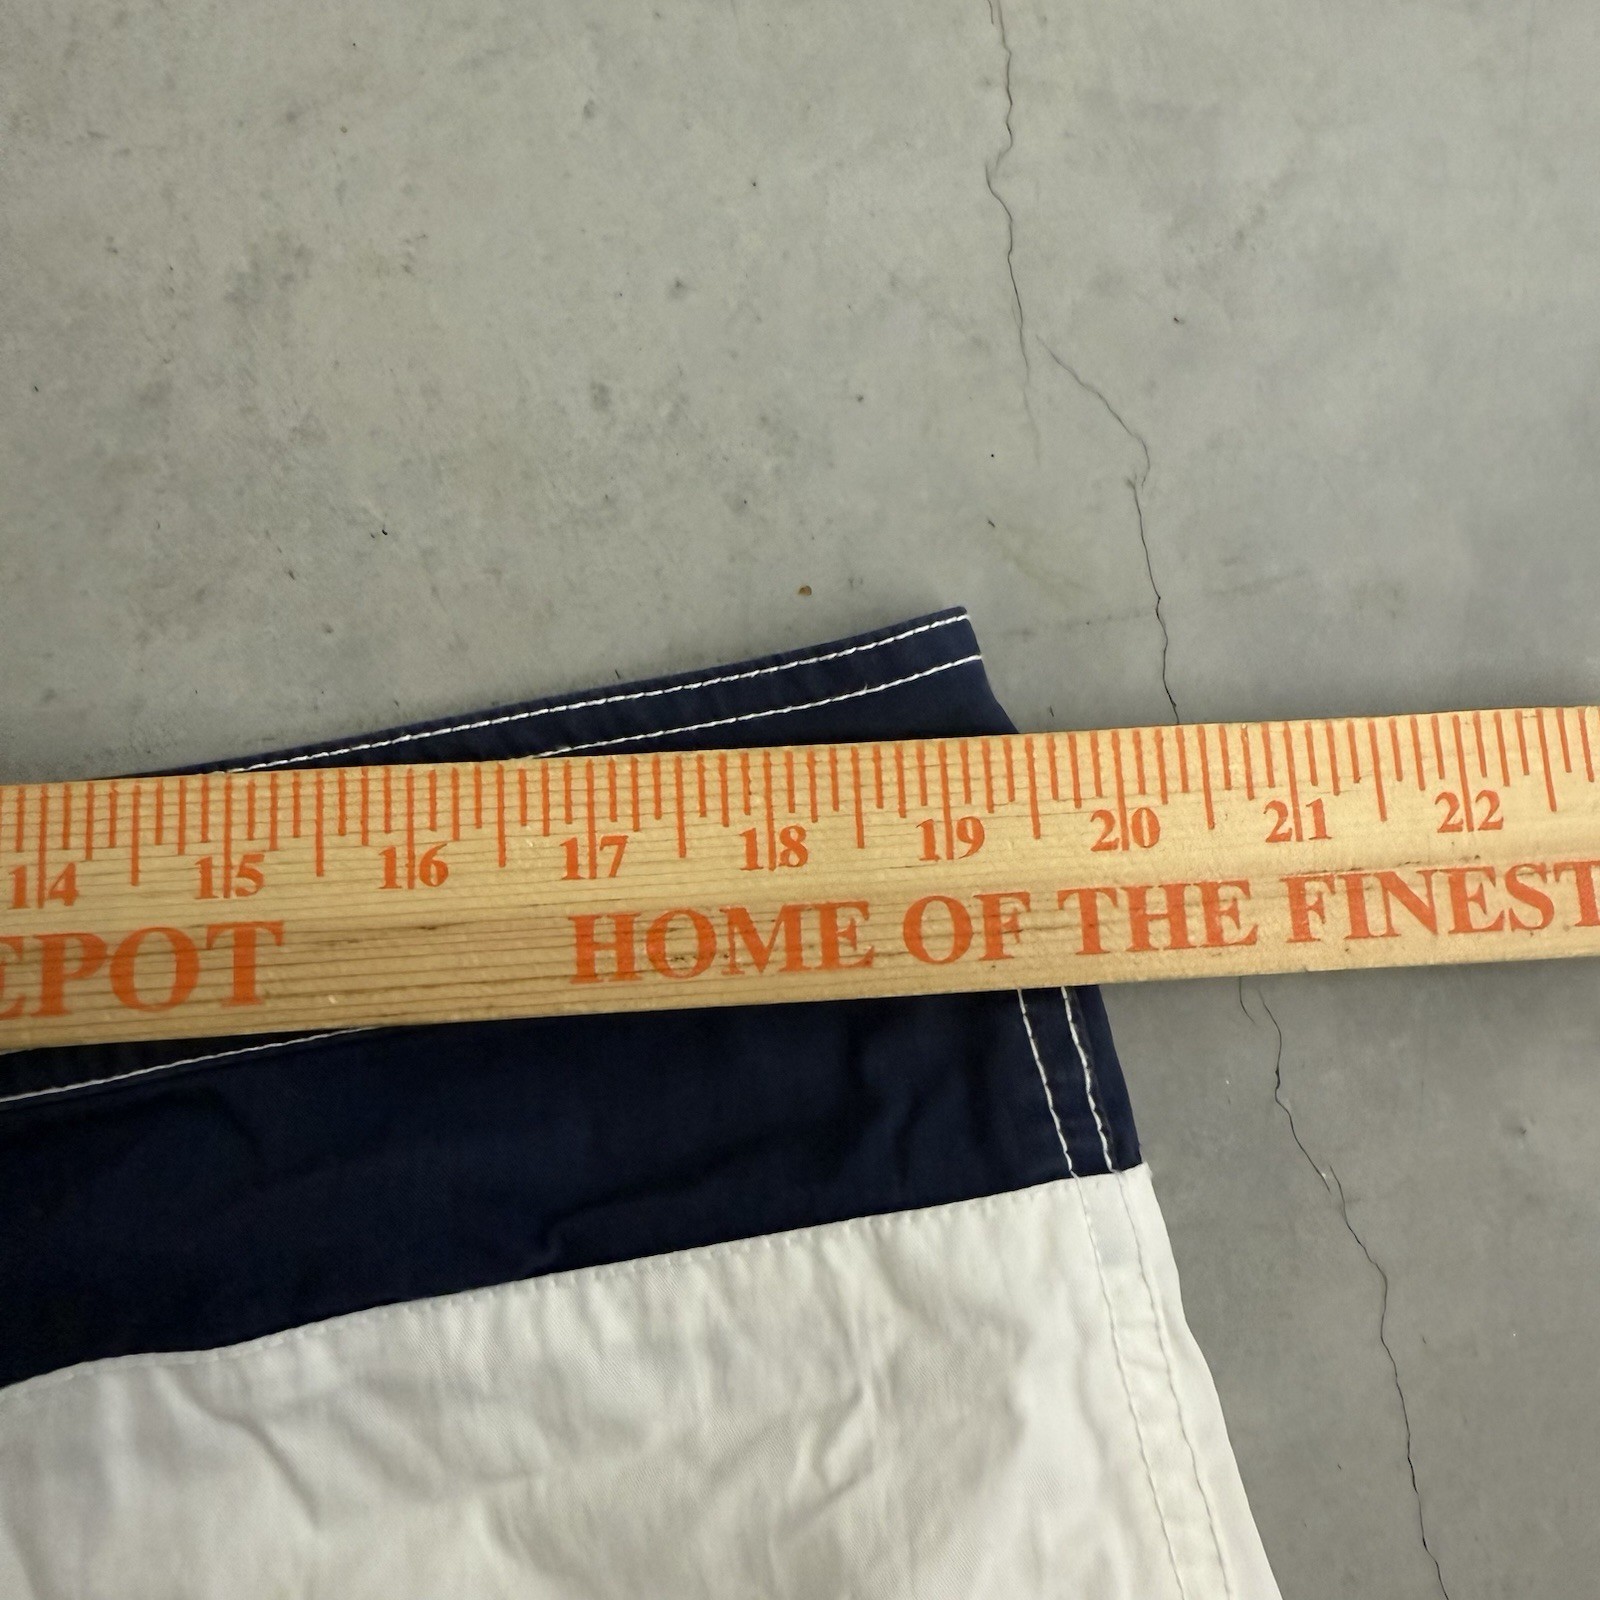 14 15 16 17 18 19 20 21 22
EPOT HOME OF THE FINEST